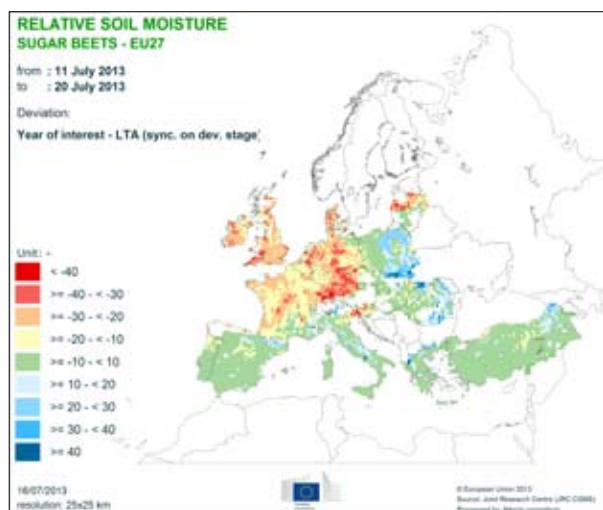 RELATIVE SOIL MOISTURE
SUGAR BEETS - EU27
from : 11 July 2013
to : 20 July 2013
Deviation:
Year of interest - LTA (sync. on dev. stage)
Unit: -
< -40
>= -40 - < -30
>= -30 - < -20
>= -20 - < -10
>= -10 - < 10
>= 10 - < 20
>= 20 - < 30
>= 30 - < 40
>= 40
16/07/2013
resolution: 25x25 km
© European Union 2013
Source: Joint Research Centre (JRC CGMS)